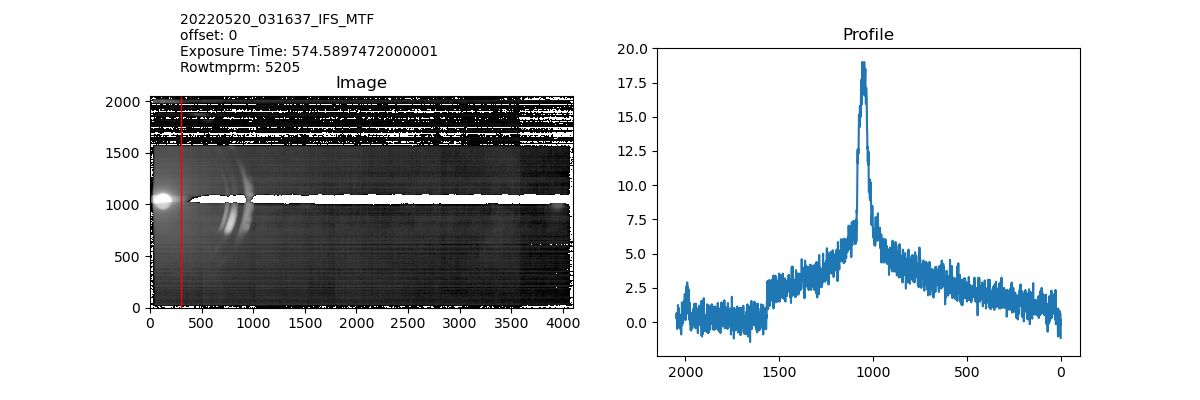 20220520_031637_IFS_MTF
offset: 0
Exposure Time: 574.5897472000001
Rowtmprm: 5205
Image
2000
1500
1000
500
0
0 500 1000 1500 2000 2500 3000 3500 4000
Profile
20.0
17.5
15.0
12.5
10.0
7.5
5.0
2.5
0.0
2000 1500 1000 500 0